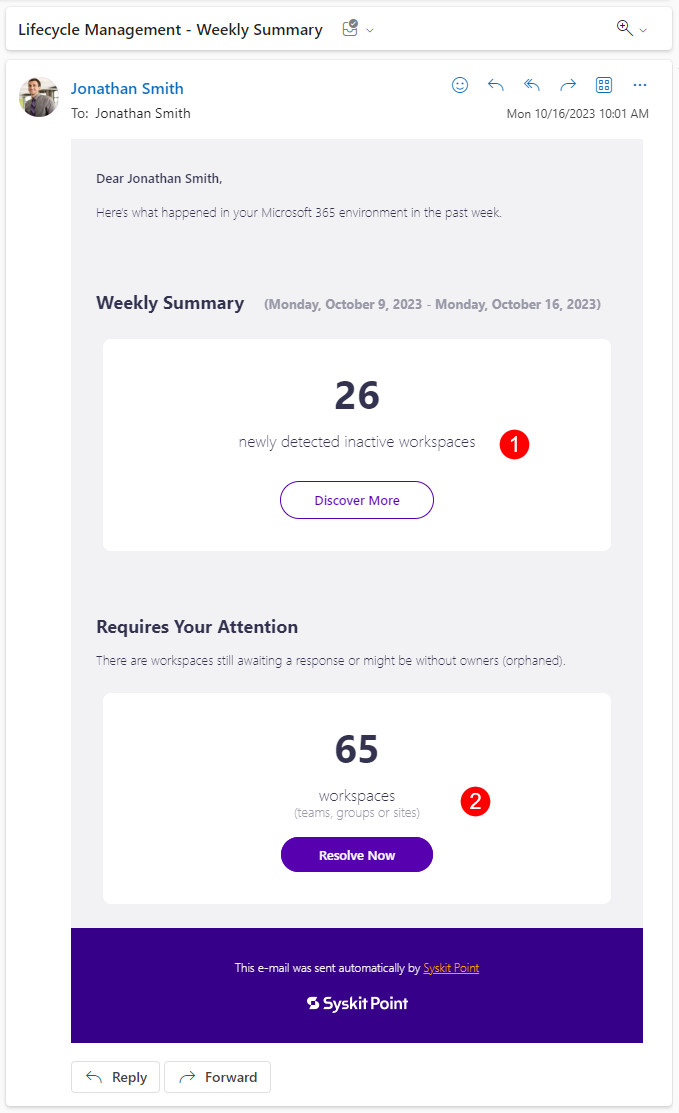 Lifecycle Management - Weekly Summary
Jonathan Smith
To: Jonathan Smith
Mon 10/16/2023 10:01 AM
Dear Jonathan Smith,
Here's what happened in your Microsoft 365 environment in the past week.
Weekly Summary (Monday, October 9, 2023 - Monday, October 16, 2023)
26
newly detected inactive workspaces 1
Discover More
Requires Your Attention
There are workspaces still awaiting a response or might be without owners (orphaned).
65
workspaces 2
(teams, groups or sites)
Resolve Now
This e-mail was sent automatically by Syskit Point
Syskit Point
Reply Forward